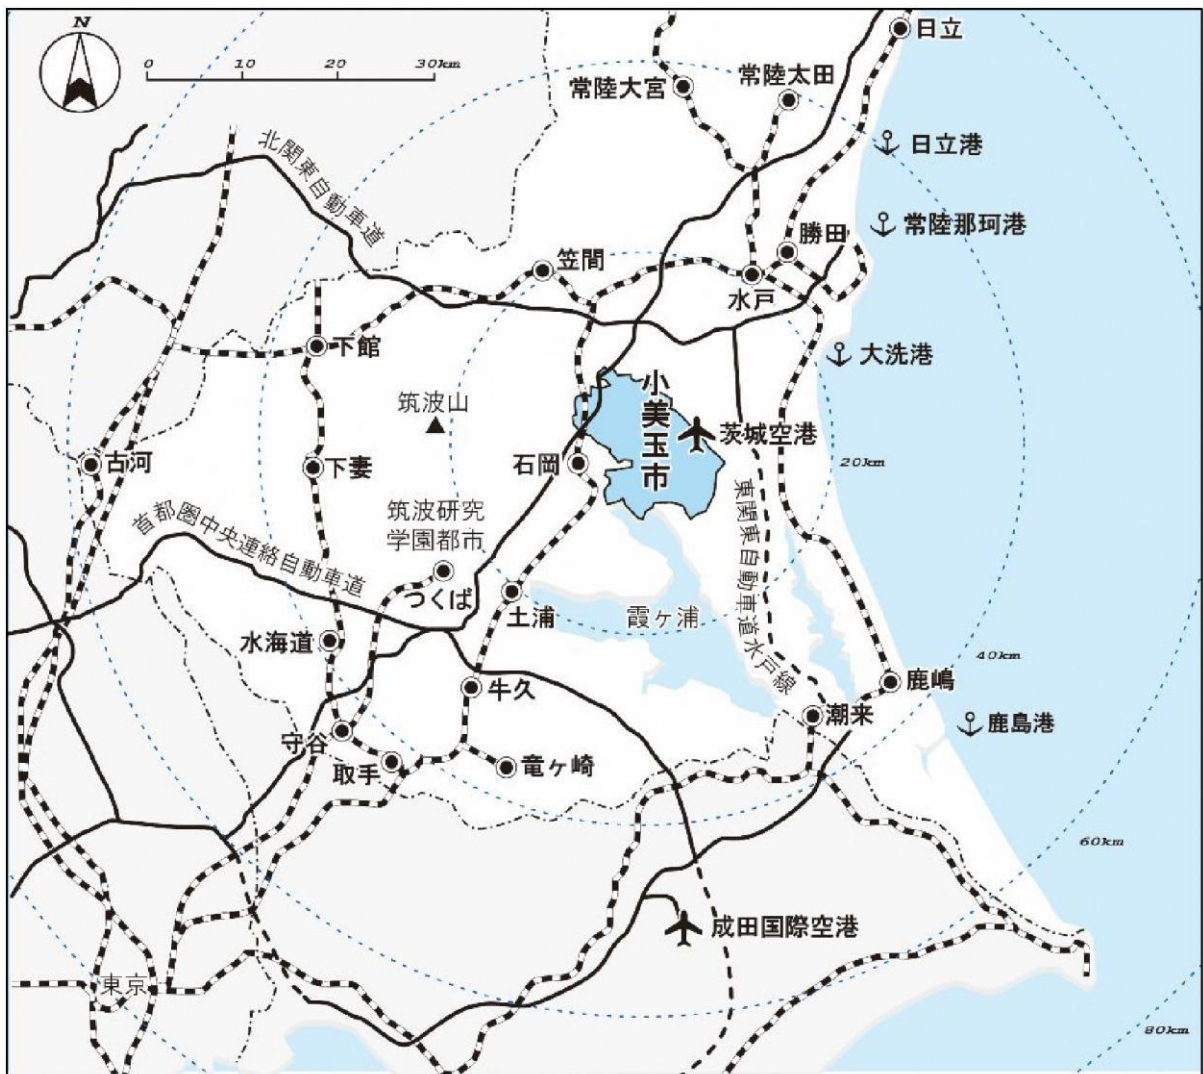 N
0
10
20
30km
日立
常陸太田
常陸大宮
日立港
北関東自動車道
常陸那珂港
勝田
笠間
水戸
下館
大洗港
小美玉市
筑波山
茨城空港
古河
下妻
石岡
20km
筑波研究
学園都市
首都圏中央連絡自動車道
東関東自動車道水戸線
つくば
土浦
霞ヶ浦
水海道
40km
牛久
鹿嶋
潮来
鹿島港
守谷
取手
竜ヶ崎
60km
成田国際空港
東京
80km